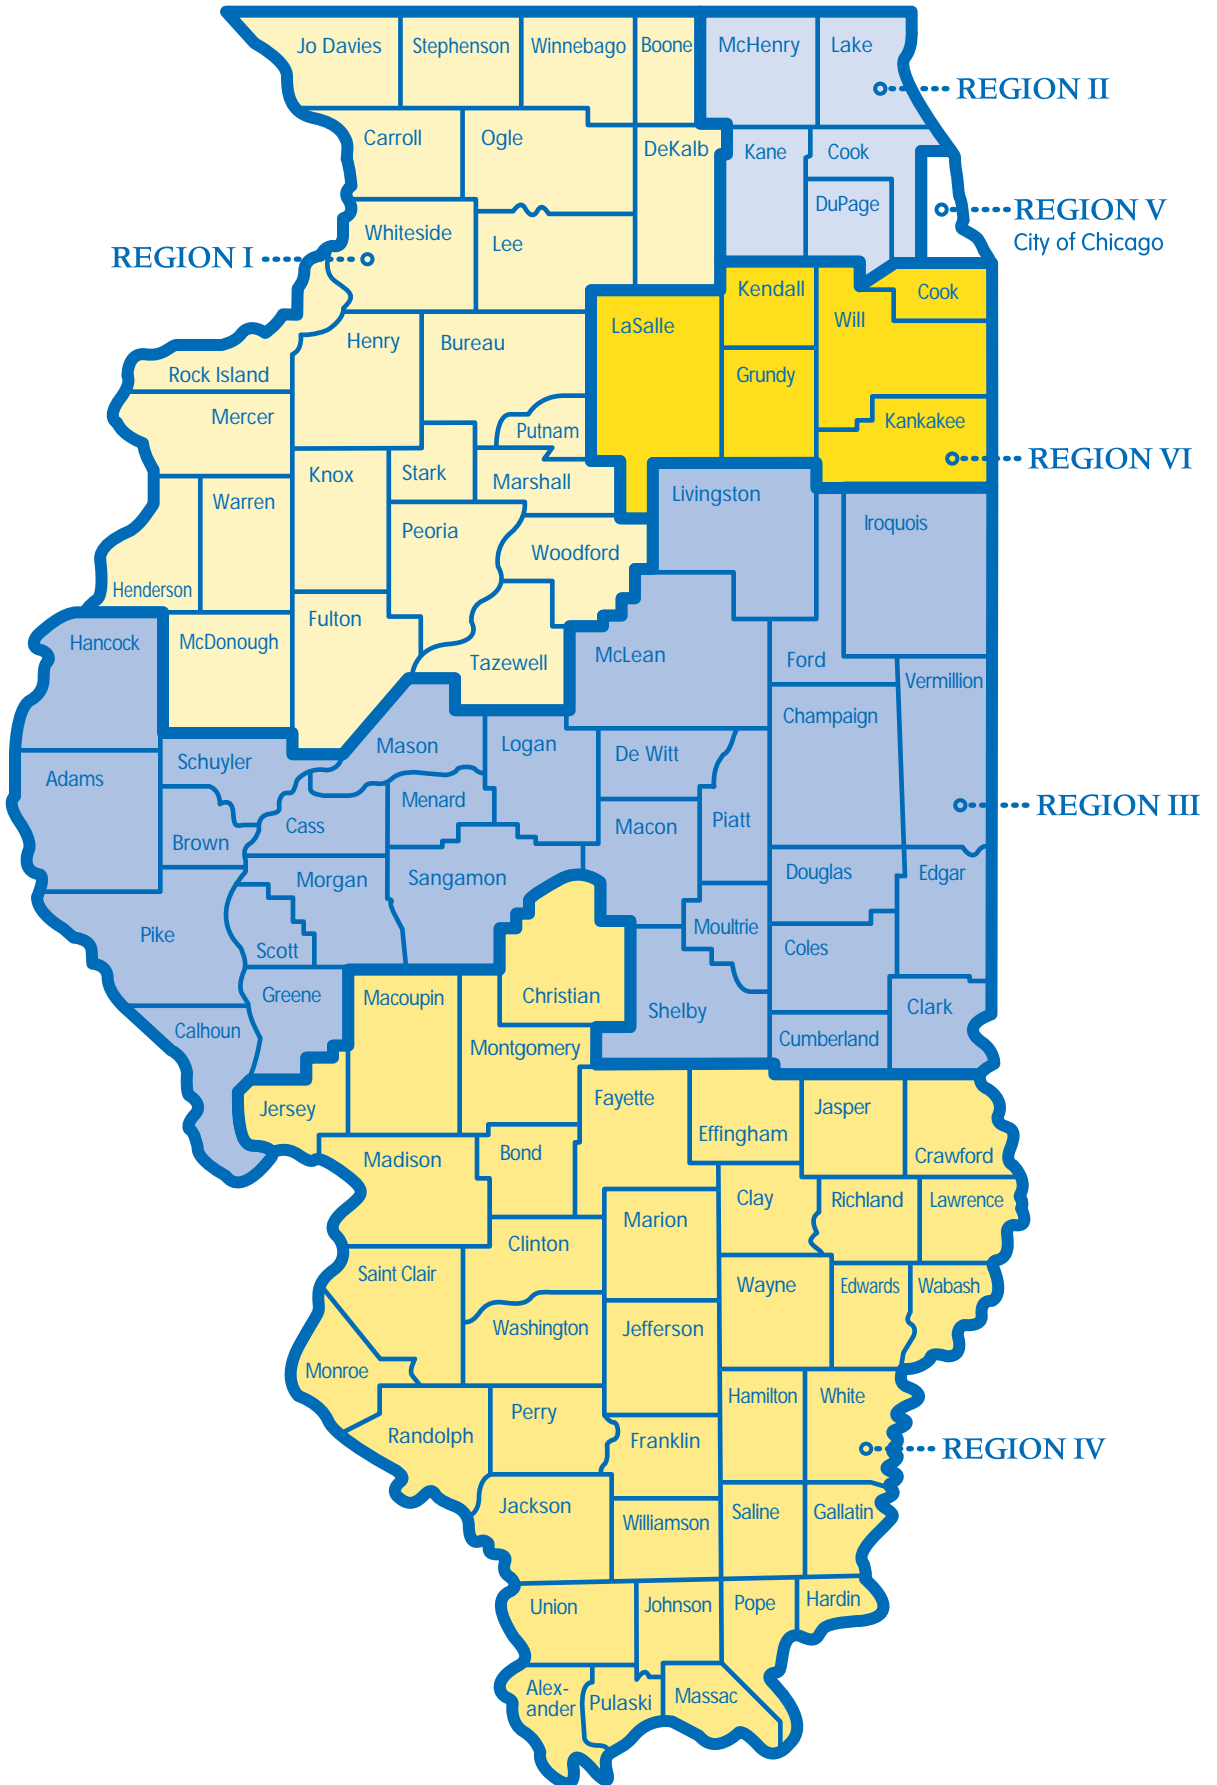 Jo Davies
Stephenson
Winnebago
Boone
McHenry
Lake
REGION II
Carroll
Ogle
DeKalb
Kane
Cook
DuPage
REGION V
City of Chicago
Whiteside
Lee
REGION I
Kendall
Cook
LaSalle
Will
Henry
Bureau
Rock Island
Grundy
Mercer
Putnam
Kankakee
REGION VI
Knox
Stark
Marshall
Livingston
Warren
Iroquois
Peoria
Woodford
Henderson
Fulton
Hancock
McDonough
Tazewell
McLean
Ford
Vermillion
Champaign
Mason
Logan
De Witt
Schuyler
Adams
Menard
REGION III
Cass
Macon
Piatt
Brown
Morgan
Sangamon
Douglas
Edgar
Pike
Scott
Moultrie
Coles
Greene
Macoupin
Christian
Shelby
Clark
Calhoun
Montgomery
Cumberland
Jersey
Fayette
Effingham
Jasper
Crawford
Madison
Bond
Clay
Richland
Lawrence
Marion
Clinton
Saint Clair
Wayne
Edwards
Wabash
Washington
Jefferson
Monroe
Hamilton
White
Perry
Randolph
Franklin
REGION IV
Jackson
Williamson
Saline
Gallatin
Union
Johnson
Pope
Hardin
Alex-
ander
Pulaski
Massac